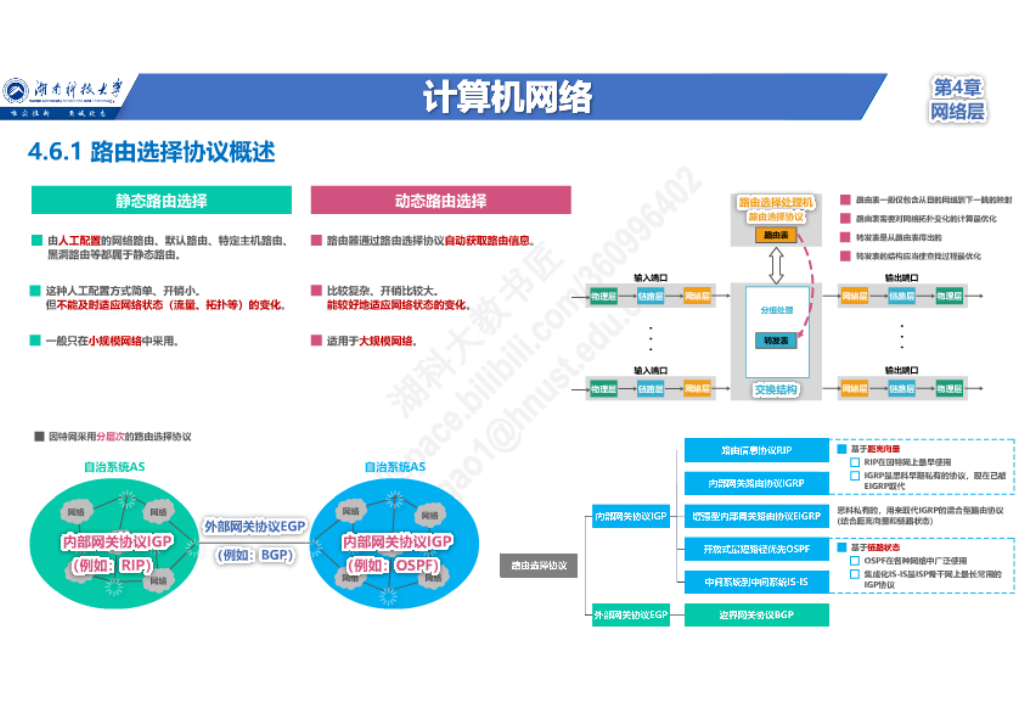 湖南科技大学
计算机网络
第4章
网络层
4.6.1 路由选择协议概述
静态路由选择
由人工配置的网络路由、默认路由、特定主机路由、
黑洞路由等都属于静态路由。
这种人工配置方式简单、开销小。
但不能及时适应网络状态（流量、拓扑等）的变化。
一般只在小规模网络中采用。
动态路由选择
路由器通过路由选择协议自动获取路由信息。
比较复杂、开销比较大。
能较好地适应网络状态的变化。
适用于大规模网络。
路由选择处理机
路由选择协议
路由表
路由表一般仅包含从目的网络到下一跳的映射
路由表需要对网络拓扑变化的计算最优化
转发表是从路由表得出的
转发表的结构应当使查找过程最优化
输入端口
物理层
链路层
网络层
分组处理
转发表
交换结构
输出端口
网络层
链路层
物理层
输入端口
物理层
链路层
网络层
输出端口
网络层
链路层
物理层
因特网采用分层次的路由选择协议
自治系统AS
网络
网络
内部网关协议IGP
（例如：RIP）
网络
外部网关协议EGP
（例如：BGP）
自治系统AS
网络
网络
内部网关协议IGP
（例如：OSPF）
网络
网络
路由选择协议
内部网关协议IGP
路由信息协议RIP
内部网关路由协议IGRP
增强型内部网关路由协议EIGRP
开放式最短路径优先OSPF
中间系统到中间系统IS-IS
外部网关协议EGP
边界网关协议BGP
基于距离向量
RIP在因特网上最早使用
IGRP是思科早期私有的协议，现在已被
EIGRP取代
思科私有的，用来取代IGRP的混合型路由协议
(结合距离向量和链路状态)
基于链路状态
OSPF在各种网络中广泛使用
集成化IS-IS是ISP骨干网上最长常用的
IGP协议
湖科大教书匠